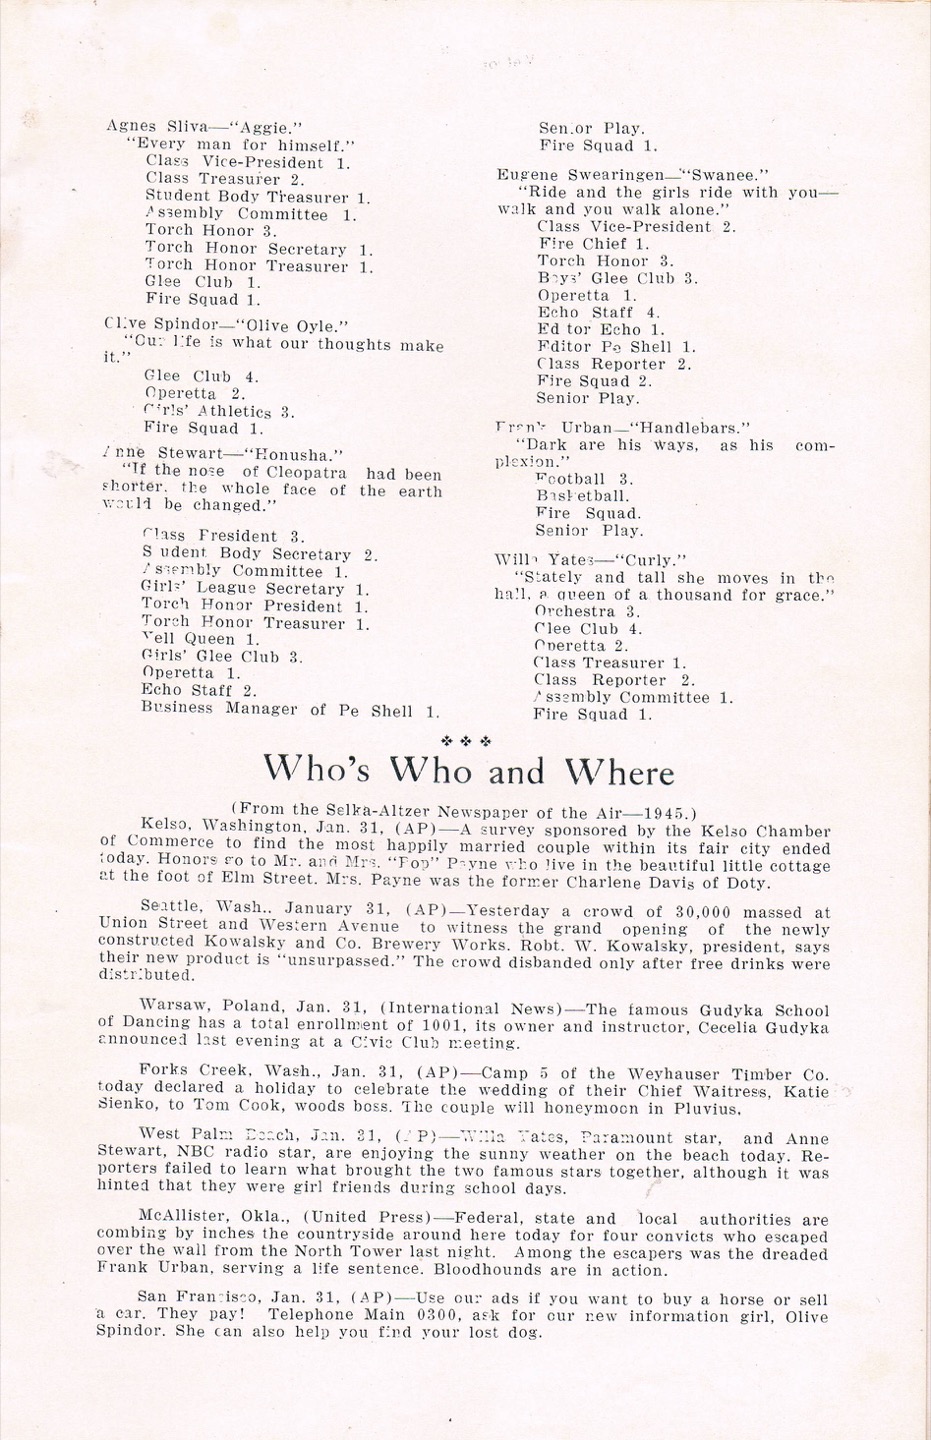 Agnes Sliva—“Aggie.”
“Every man for himself.”
Class Vice-President 1.
Class Treasurer 2.
Student Body Treasurer 1.
Assembly Committee 1.
Torch Honor 3.
Torch Honor Secretary 1.
Torch Honor Treasurer 1.
Glee Club 1.
Fire Squad 1.
Olive Spindor—“Olive Oyle.”
“Our life is what our thoughts make
it.”
Glee Club 4.
Operetta 2.
Girls’ Athletics 3.
Fire Squad 1.
Anne Stewart—“Honusha.”
“If the nose of Cleopatra had been
shorter, the whole face of the earth
would be changed.”
Class President 3.
Student Body Secretary 2.
Assembly Committee 1.
Girls’ League Secretary 1.
Torch Honor President 1.
Torch Honor Treasurer 1.
Yell Queen 1.
Girls’ Glee Club 3.
Operetta 1.
Echo Staff 2.
Business Manager of Pe Shell 1.
Senior Play.
Fire Squad 1.
Eugene Swearingen—“Swanee.”
“Ride and the girls ride with you—
walk and you walk alone.”
Class Vice-President 2.
Fire Chief 1.
Torch Honor 3.
Boys’ Glee Club 3.
Operetta 1.
Echo Staff 4.
Editor Echo 1.
Editor Pe Shell 1.
Class Reporter 2.
Fire Squad 2.
Senior Play.
Frank Urban—“Handlebars.”
“Dark are his ways, as his com-
plexion.”
Football 3.
Basketball.
Fire Squad.
Senior Play.
Willa Yates—“Curly.”
“Stately and tall she moves in the
hall, a queen of a thousand for grace.”
Orchestra 3.
Glee Club 4.
Operetta 2.
Class Treasurer 1.
Class Reporter 2.
Assembly Committee 1.
Fire Squad 1.
Who’s Who and Where
(From the Selka-Altzer Newspaper of the Air—1945.)
Kelso, Washington, Jan. 31, (AP)—A survey sponsored by the Kelso Chamber
of Commerce to find the most happily married couple within its fair city ended
today. Honors go to Mr. and Mrs. “Pop” Payne who live in the beautiful little cottage
at the foot of Elm Street. Mrs. Payne was the former Charlene Davis of Doty.
Seattle, Wash., January 31, (AP)—Yesterday a crowd of 30,000 massed at
Union Street and Western Avenue to witness the grand opening of the newly
constructed Kowalsky and Co. Brewery Works. Robt. W. Kowalsky, president, says
their new product is “unsurpassed.” The crowd disbanded only after free drinks were
distributed.
Warsaw, Poland, Jan. 31, (International News)—The famous Gudyka School
of Dancing has a total enrollment of 1001, its owner and instructor, Cecelia Gudyka
announced last evening at a Civic Club meeting.
Forks Creek, Wash., Jan. 31, (AP)—Camp 5 of the Weyhauser Timber Co.
today declared a holiday to celebrate the wedding of their Chief Waitress, Katie
Sienko, to Tom Cook, woods boss. The couple will honeymoon in Pluvius.
West Palm Beach, Jan. 31, (AP)—Willa Yates, Paramount star, and Anne
Stewart, NBC radio star, are enjoying the sunny weather on the beach today. Re-
porters failed to learn what brought the two famous stars together, although it was
hinted that they were girl friends during school days.
McAllister, Okla., (United Press)—Federal, state and local authorities are
combing by inches the countryside around here today for four convicts who escaped
over the wall from the North Tower last night. Among the escapers was the dreaded
Frank Urban, serving a life sentence. Bloodhounds are in action.
San Francisco, Jan. 31, (AP)—Use our ads if you want to buy a horse or sell
a car. They pay! Telephone Main 0300, ask for our new information girl, Olive
Spindor. She can also help you find your lost dog.